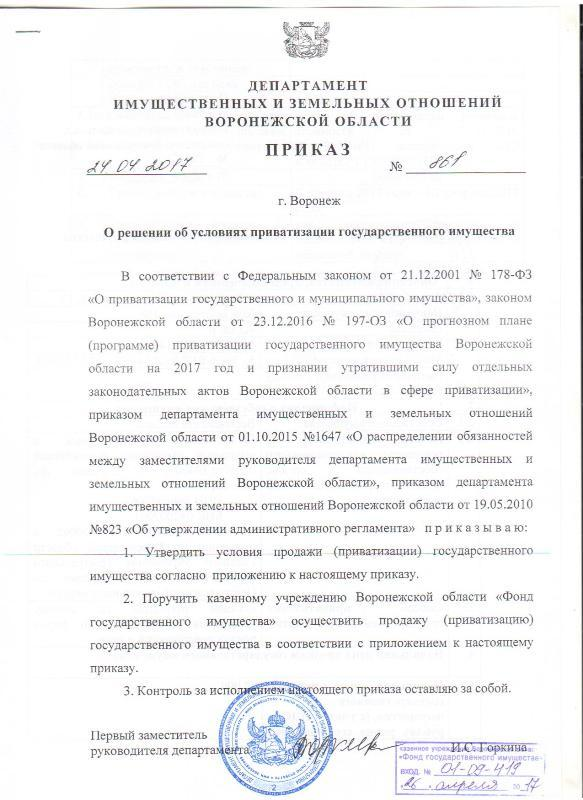 ДЕПАРТАМЕНТ
ИМУЩЕСТВЕННЫХ И ЗЕМЕЛЬНЫХ ОТНОШЕНИЙ
ВОРОНЕЖСКОЙ ОБЛАСТИ
ПРИКАЗ
24 04 2017 № 861
г. Воронеж
О решении об условиях приватизации государственного имущества
В соответствии с Федеральным законом от 21.12.2001 № 178-ФЗ
«О приватизации государственного и муниципального имущества», законом
Воронежской области от 23.12.2016 № 197-ОЗ «О прогнозном плане
(программе) приватизации государственного имущества Воронежской
области на 2017 год и признании утратившими силу отдельных
законодательных актов Воронежской области в сфере приватизации»,
приказом департамента имущественных и земельных отношений
Воронежской области от 01.10.2015 №1647 «О распределении обязанностей
между заместителями руководителя департамента имущественных и
земельных отношений Воронежской области», приказом департамента
имущественных и земельных отношений Воронежской области от 19.05.2010
№823 «Об утверждении административного регламента» п р и к а з ы в а ю:
1. Утвердить условия продажи (приватизации) государственного
имущества согласно приложению к настоящему приказу.
2. Поручить казенному учреждению Воронежской области «Фонд
государственного имущества» осуществить продажу (приватизацию)
государственного имущества в соответствии с приложением к настоящему
приказу.
3. Контроль за исполнением настоящего приказа оставляю за собой.
Первый заместитель
руководителя департамента И.С. Горкина
казенное учреждение
«Фонд государственного имущества»
ВХОД. № 01-09-419
26 апреля 2017
2